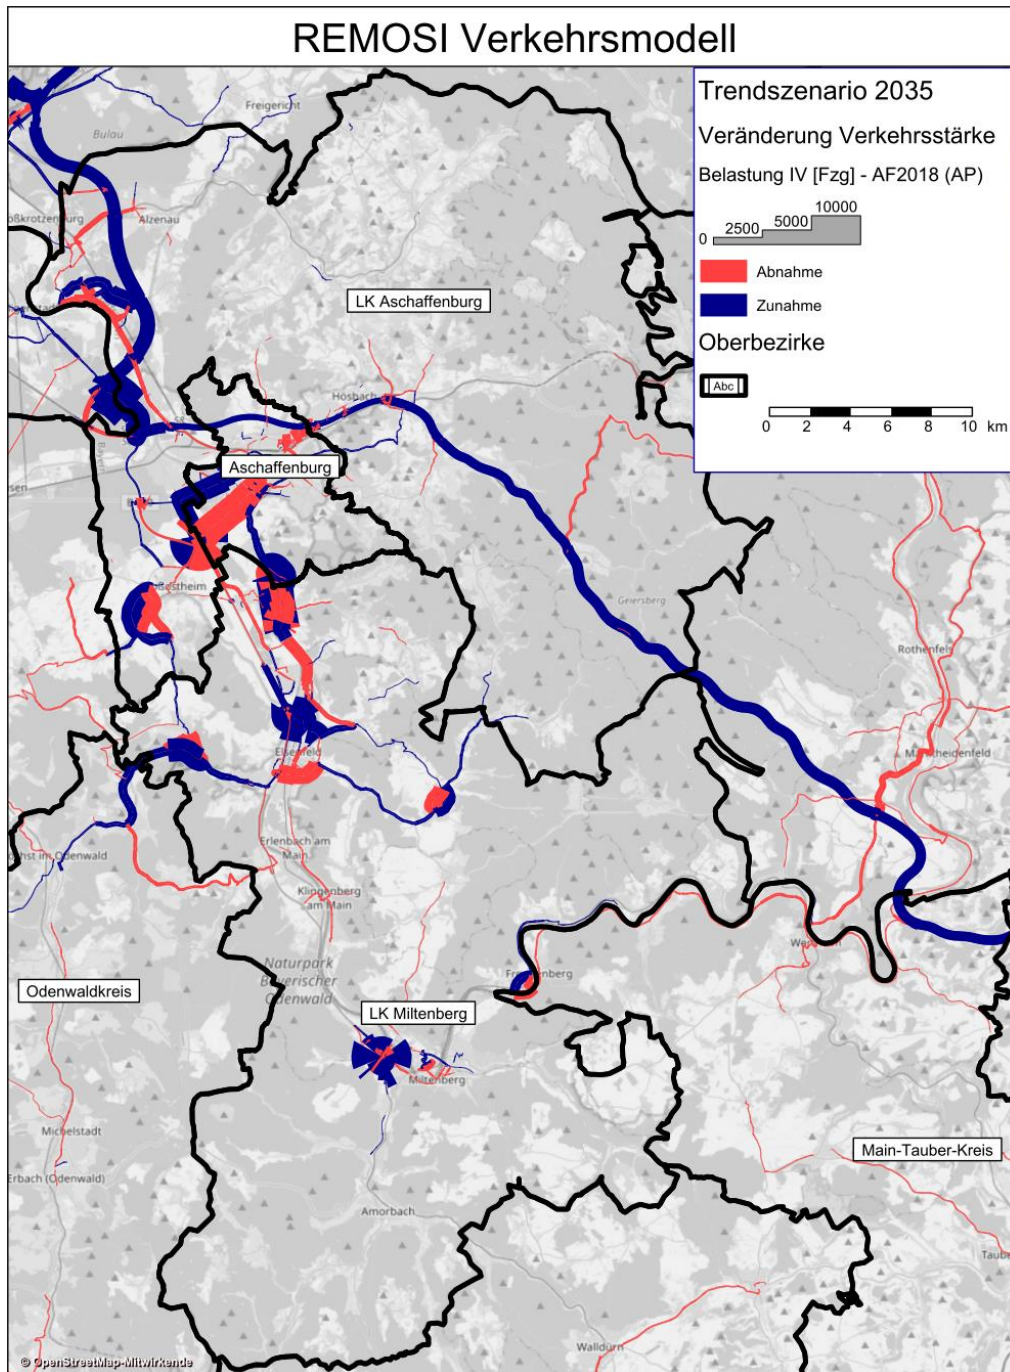 REMOSI Verkehrsmodell
Trendszenario 2035
Veränderung Verkehrsstärke
Belastung IV [Fzg] - AF2018 (AP)
0 2500 5000 10000
Abnahme
Zunahme
Oberbezirke
Abc
0 2 4 6 8 10 km
Freigericht
Bulau
Alzenau
LK Aschaffenburg
Hösbach
Aschaffenburg
Geiersberg
Rothenfels
Elsenfeld
Erlenbach am
Main
Klingenberg
am Main
Naturpark
Bayerischer
Odenwald
Odenwaldkreis
LK Miltenberg
Miltenberg
Michelstadt
Erbach (Odenwald)
Main-Tauber-Kreis
Amorbach
Walldürn
© OpenStreetMap-Mitwirkende